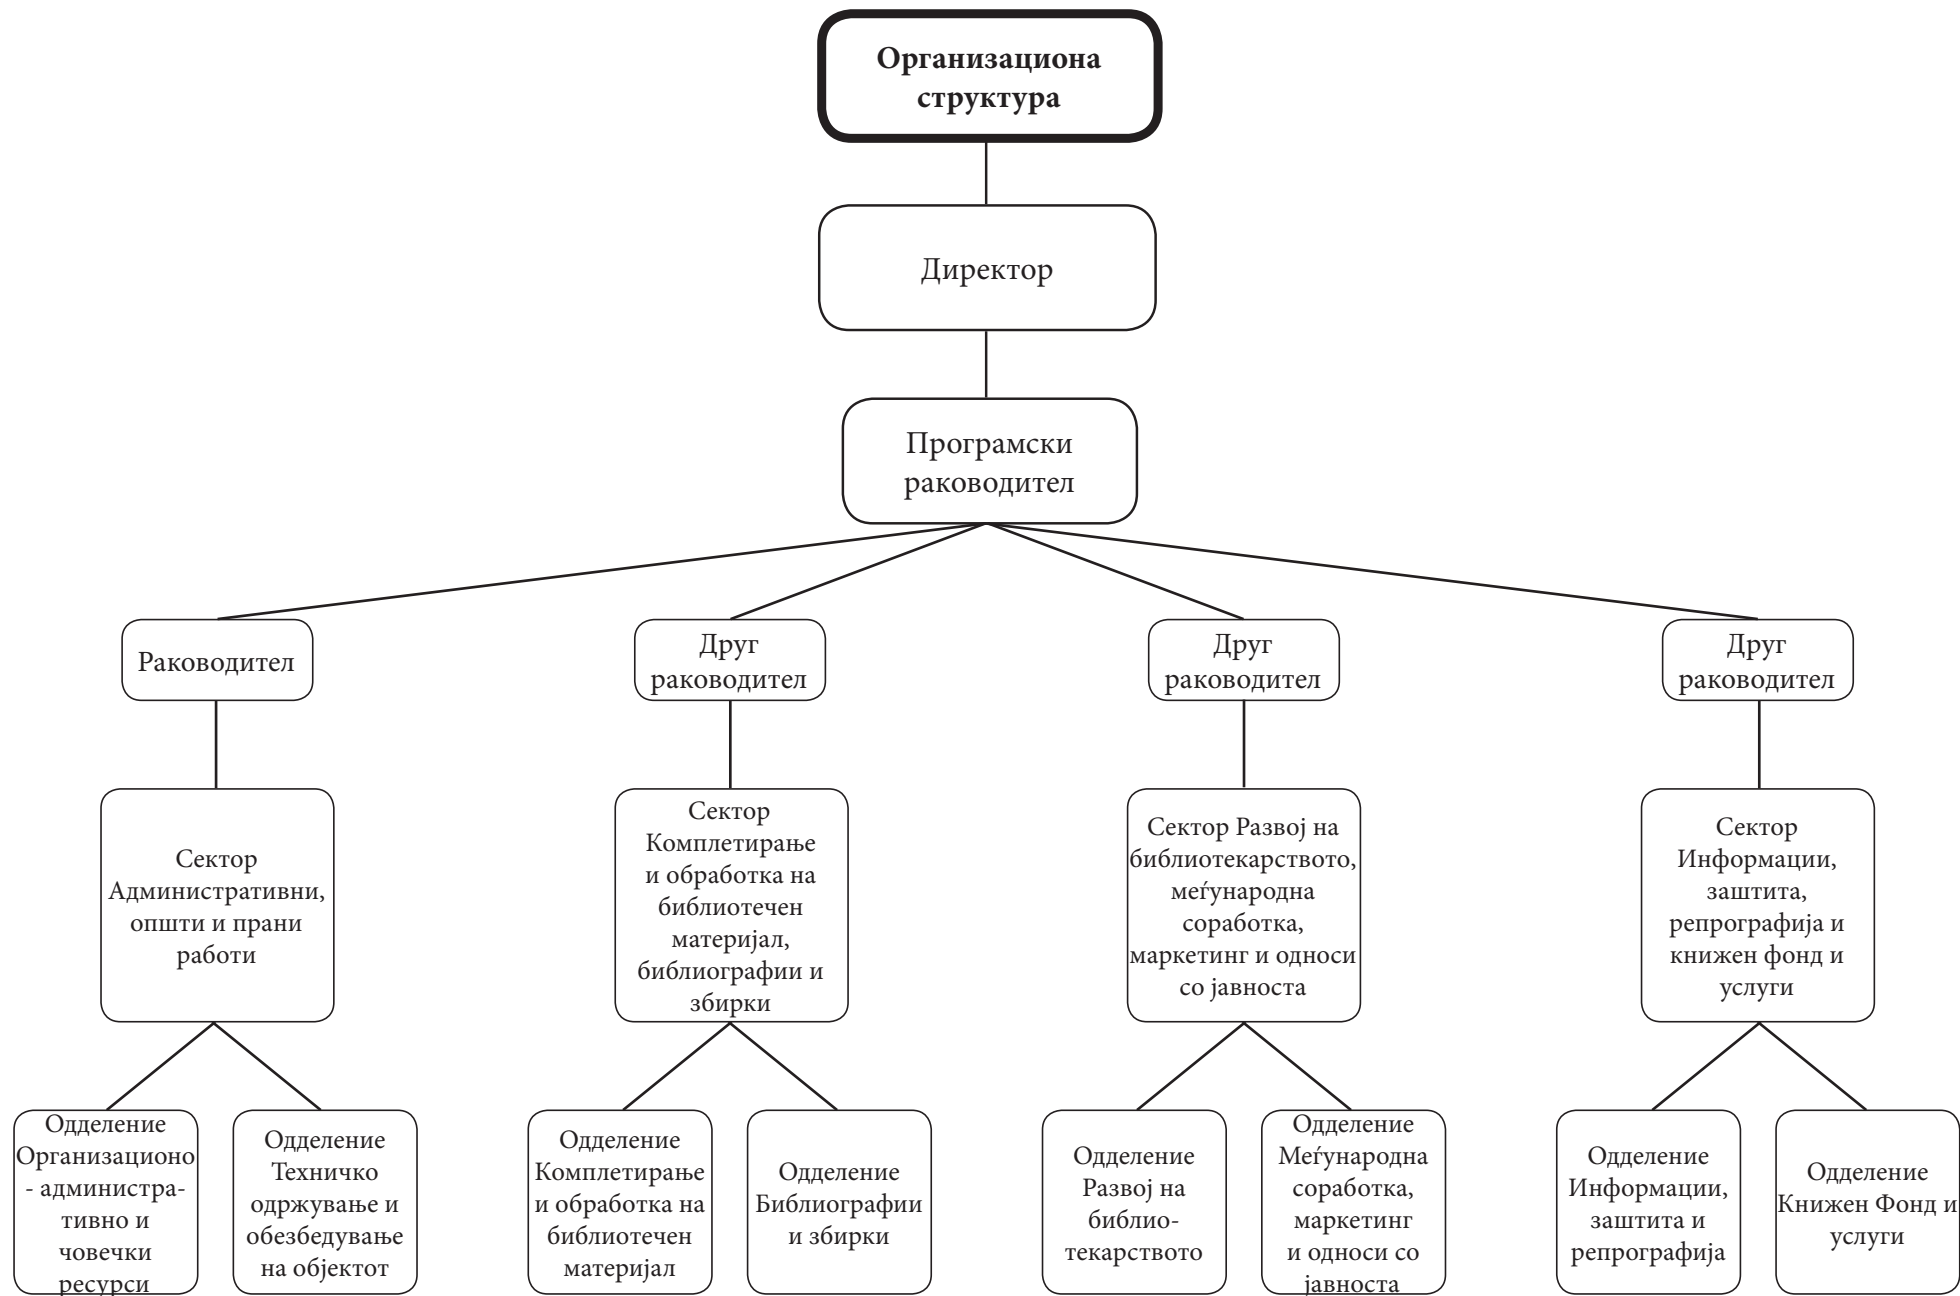 Организациона
структура
Директор
Програмски
раководител
Раководител
Друг
раководител
Друг
раководител
Друг
раководител
Сектор
Административни,
општи и прани
работи
Сектор
Комплетирање
и обработка на
библиотечен
материјал,
библиографии и
збирки
Сектор Развој на
библиотекарството,
меѓународна
соработка,
маркетинг и односи
со јавноста
Сектор
Информации,
заштита,
репрографија и
книжен фонд и
услуги
Одделение
Организационо
- администра-
тивно и
човечки
ресурси
Одделение
Техничко
одржување и
обезбедување
на објектот
Одделение
Комплетирање
и обработка на
библиотечен
материјал
Одделение
Библиографии
и збирки
Одделение
Развој на
библио-
текарството
Одделение
Меѓународна
соработка,
маркетинг
и односи со
јавноста
Одделение
Информации,
заштита и
репрографија
Одделение
Книжен Фонд и
услуги